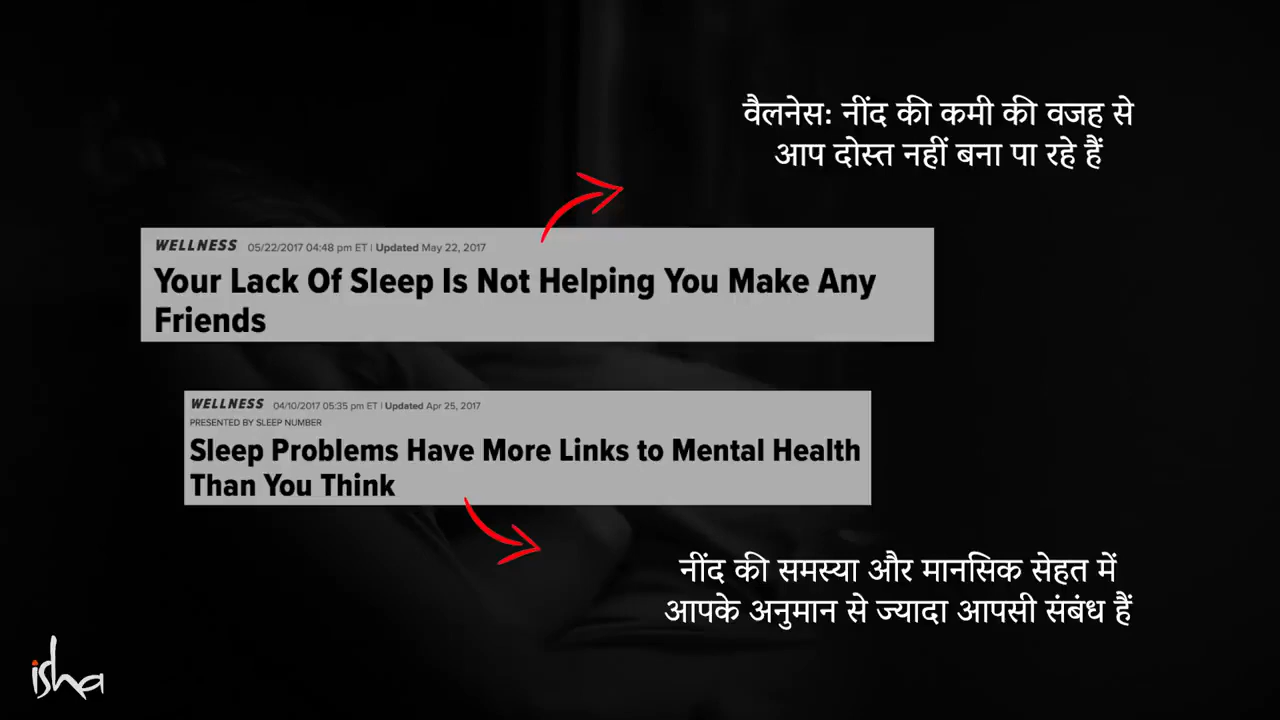 वैलनेस: नींद की कमी की वजह से
आप दोस्त नहीं बना पा रहे हैं
WELLNESS 05/22/2017 04:48 pm ET | Updated May 22, 2017
Your Lack Of Sleep Is Not Helping You Make Any
Friends
WELLNESS 04/10/2017 05:35 pm ET | Updated Apr 25, 2017
PRESENTED BY SLEEP NUMBER
Sleep Problems Have More Links to Mental Health
Than You Think
नींद की समस्या और मानसिक सेहत में
आपके अनुमान से ज्यादा आपसी संबंध हैं
isha